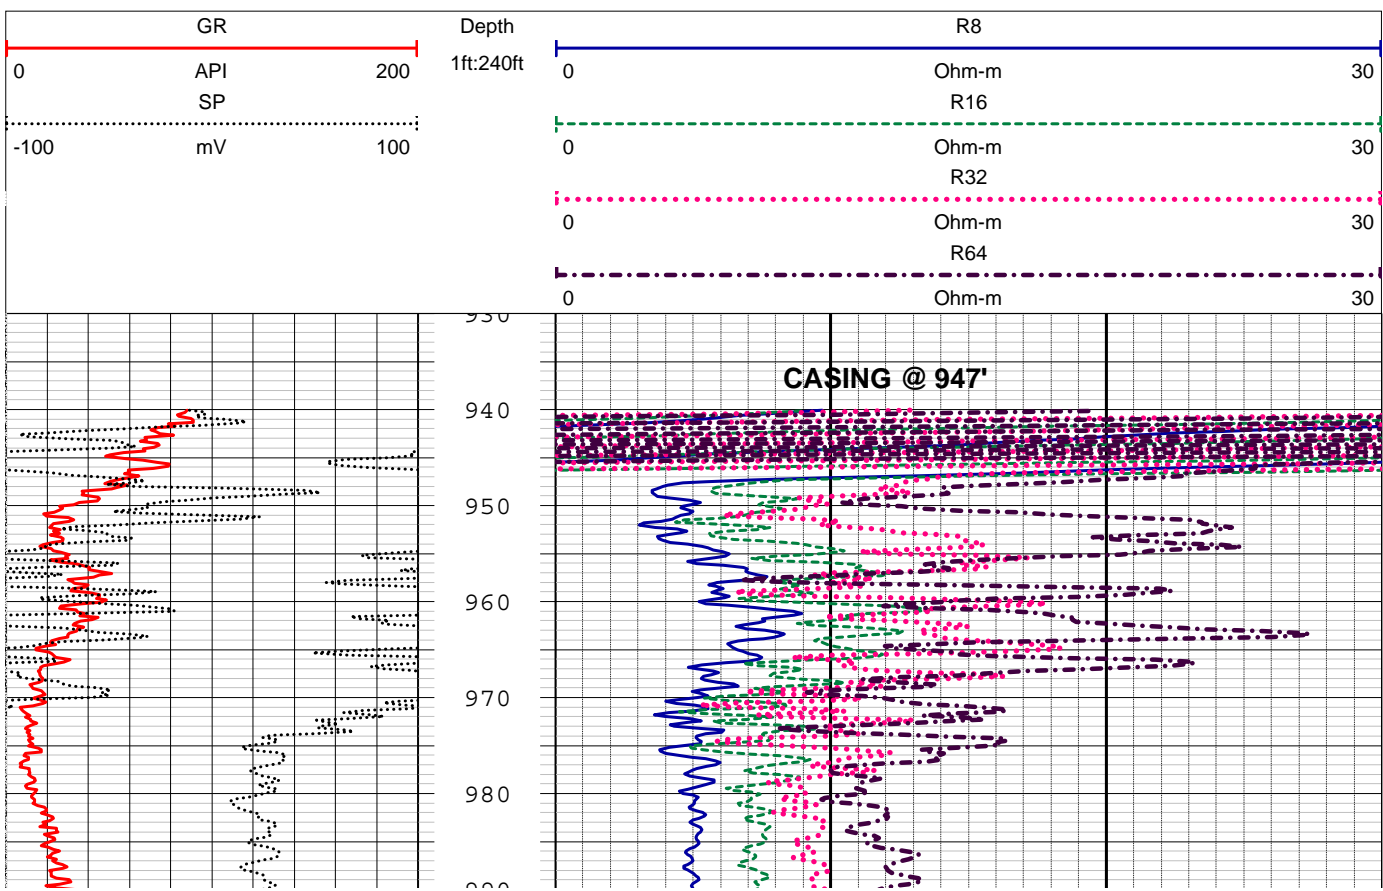 GR Depth R8
1ft:240ft
0 API 200 0 Ohm-m 30
SP R16
-100 mV 100 0 Ohm-m 30
R32
0 Ohm-m 30
R64
0 Ohm-m 30
930
CASING @ 947'
940
950
960
970
980